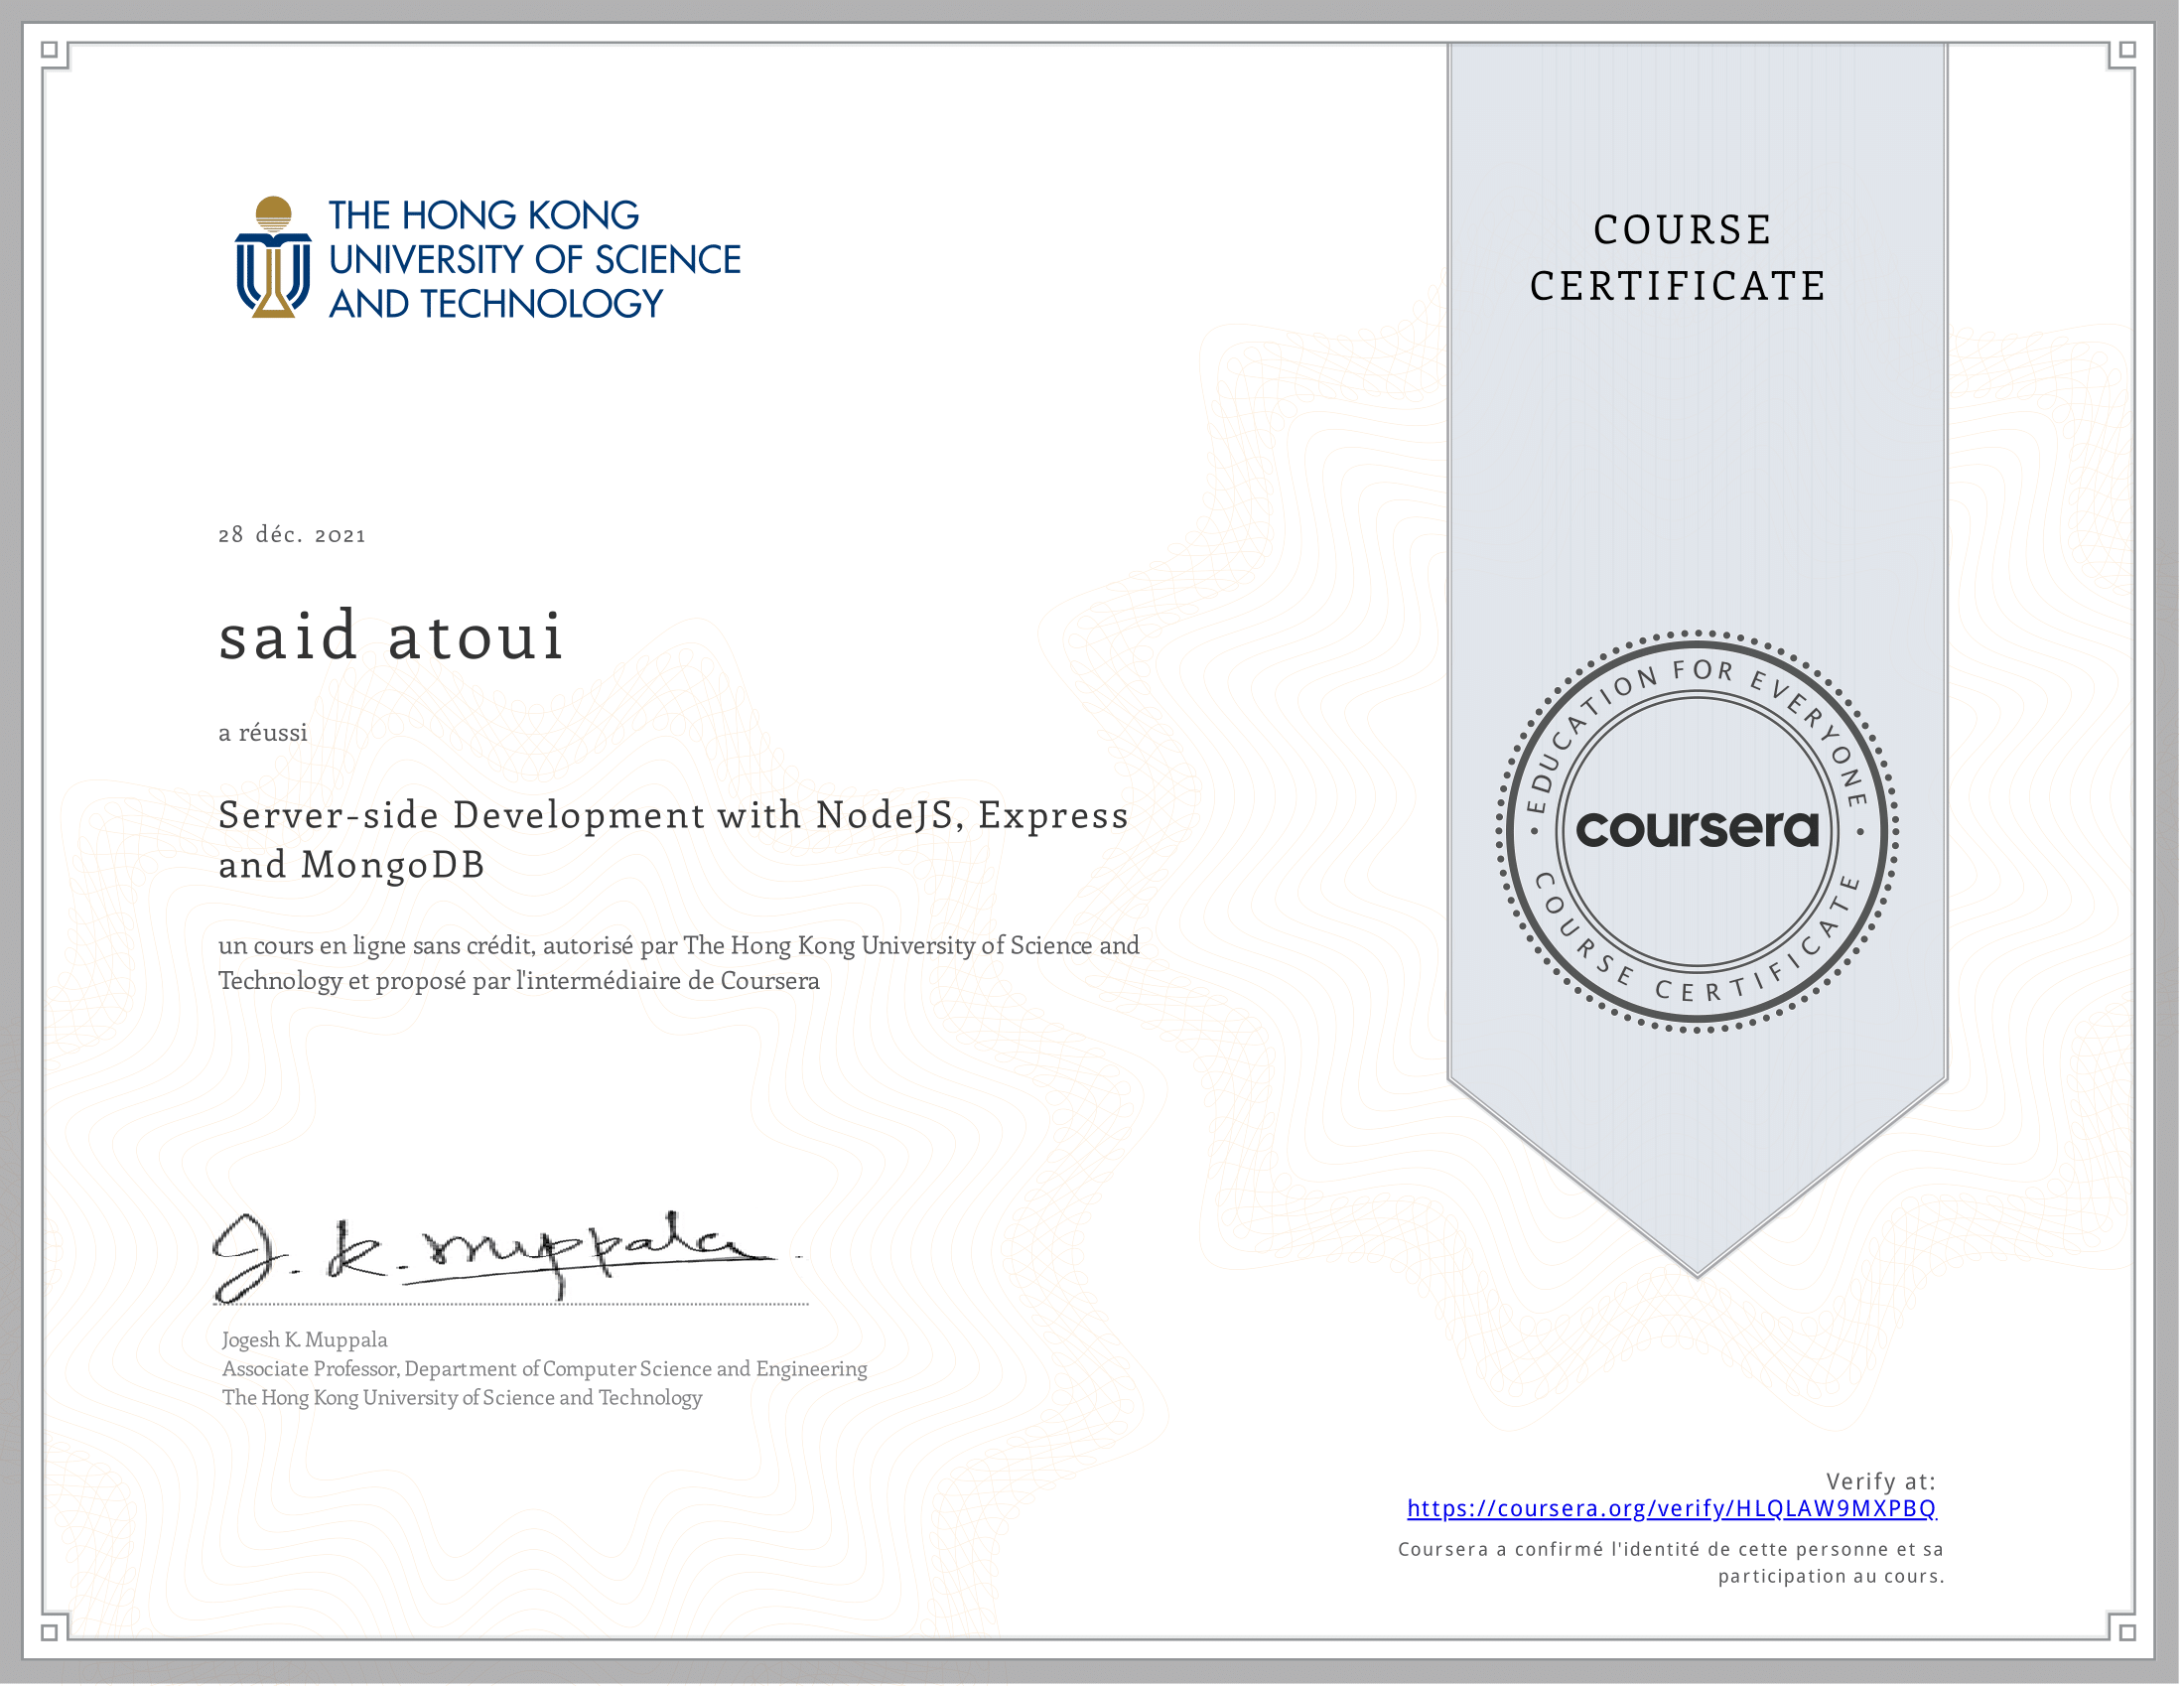 THE HONG KONG
UNIVERSITY OF SCIENCE
AND TECHNOLOGY
COURSE
CERTIFICATE
28 déc. 2021
said atoui
a réussi
Server-side Development with NodeJS, Express
and MongoDB
un cours en ligne sans crédit, autorisé par The Hong Kong University of Science and
Technology et proposé par l'intermédiaire de Coursera
EDUCATION FOR EVERYONE
coursera
COURSE CERTIFICATE
J. K. Muppala
Jogesh K. Muppala
Associate Professor, Department of Computer Science and Engineering
The Hong Kong University of Science and Technology
Verify at:
https://coursera.org/verify/HLQLAW9MXPBQ
Coursera a confirmé l'identité de cette personne et sa
participation au cours.